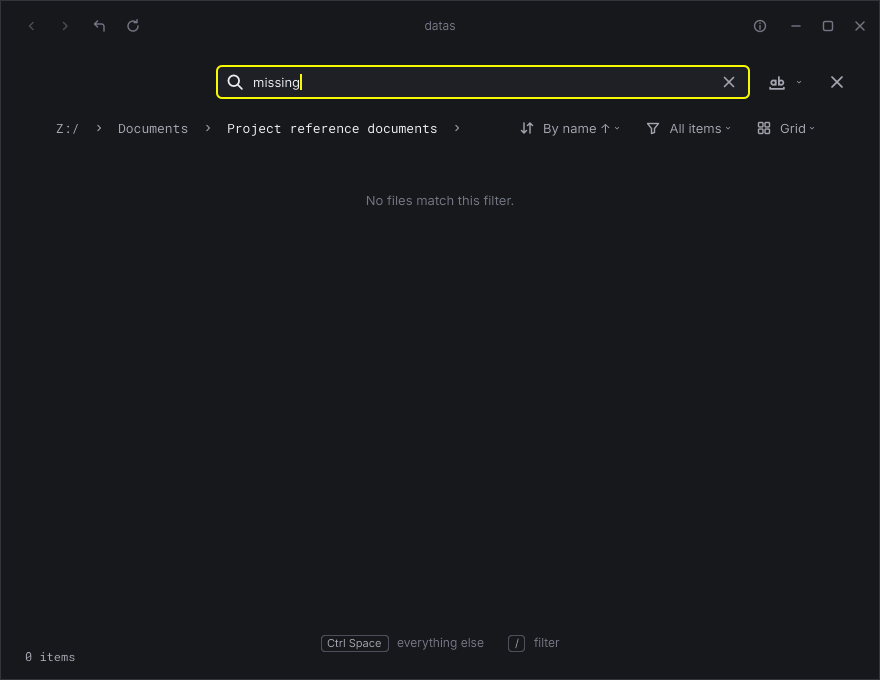 datas
missing
ab
Z:/ Documents Project reference documents By name ↑ All items Grid
No files match this filter.
Ctrl Space everything else / filter
0 items